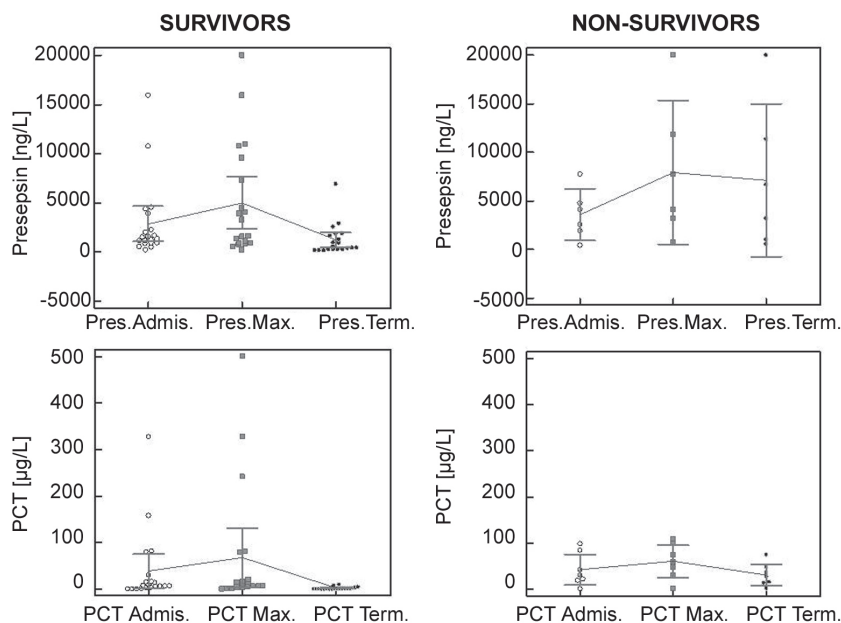 SURVIVORS
NON-SURVIVORS
Presepsin [ng/L]
20000
15000
10000
5000
0
-5000
Pres.Admis. Pres.Max. Pres.Term.
Presepsin [ng/L]
20000
15000
10000
5000
0
-5000
Pres.Admis. Pres.Max. Pres.Term.
PCT [µg/L]
500
400
300
200
100
0
PCT Admis. PCT Max. PCT Term.
PCT [µg/L]
500
400
300
200
100
0
PCT Admis. PCT Max. PCT Term.